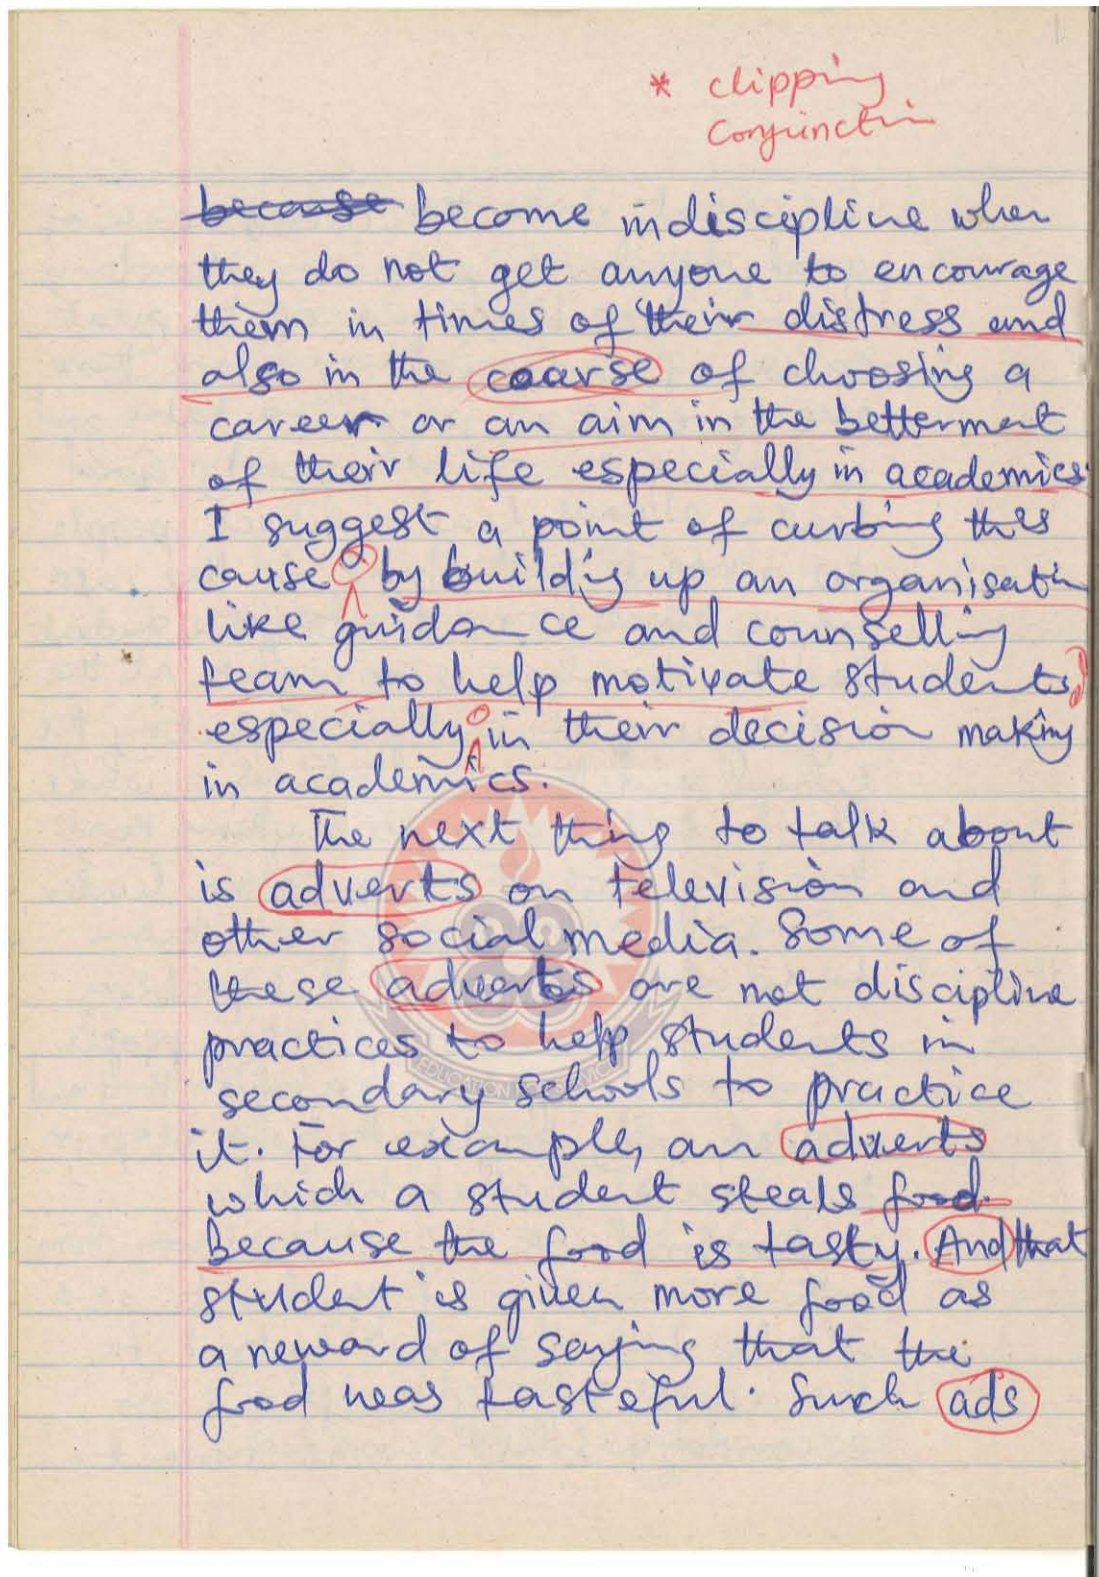 * clipping
conjunction
because become indiscipline when
they do not get anyone to encourage
them in times of their distress and
also in the coarse of choosing a
career or an aim in the betterment
of their life especially in academics.
I suggest a point of curbing this
cause by building up an organisation
like guidance and counselling
team to help motivate students,
especially in their decision making
in academics.
The next thing to talk about
is adverts on television and
other social media. Some of
these adverts are not discipline
practices to help students in
secondary schools to practice
it. For example, an adverts
which a student steals food.
because the food is tasty. And that
student is given more food as
a reward of saying that the
food was tasteful. Such ads
EDUCATION